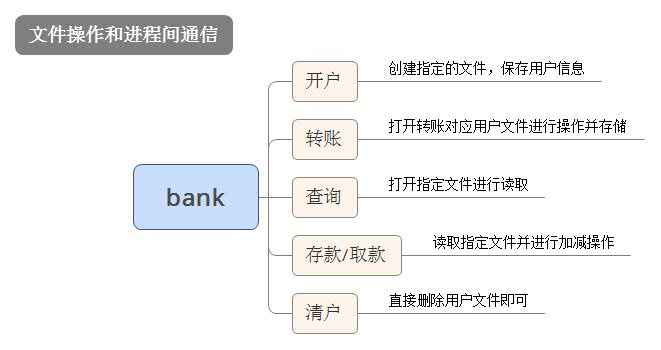 文件操作和进程间通信
bank
开户
创建指定的文件，保存用户信息
转账
打开转账对应用户文件进行操作并存储
查询
打开指定文件进行读取
存款/取款
读取指定文件并进行加减操作
清户
直接删除用户文件即可